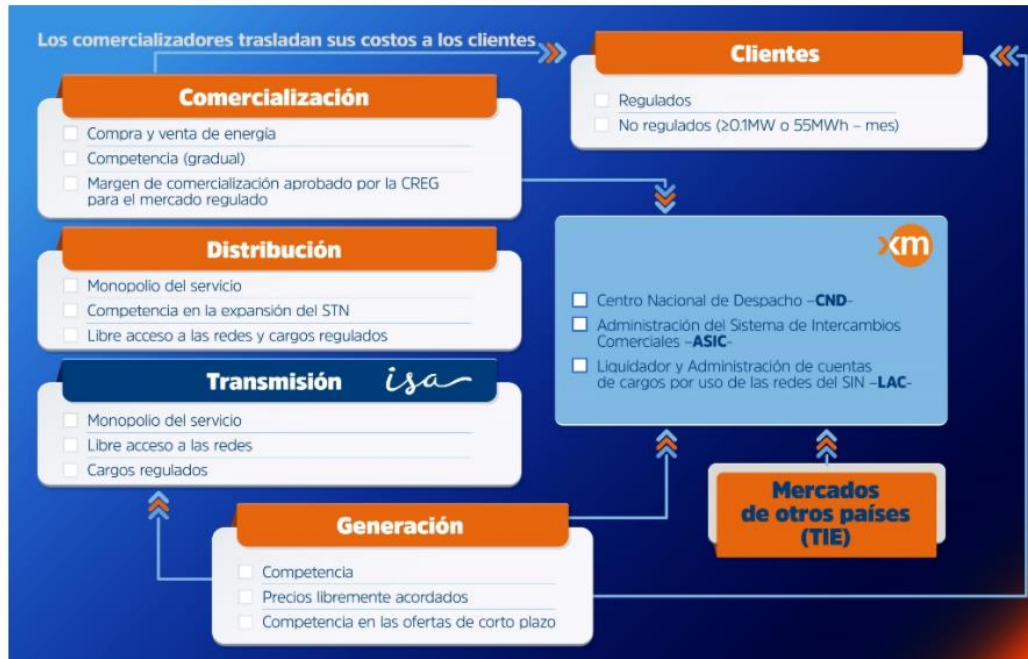 Los comercializadores trasladan sus costos a los clientes
Clientes
Regulados
No regulados (≥0.1MW o 55MWh – mes)
Comercialización
Compra y venta de energía
Competencia (gradual)
Margen de comercialización aprobado por la CREG
para el mercado regulado
Distribución
Monopolio del servicio
Competencia en la expansión del STN
Libre acceso a las redes y cargos regulados
Transmisión isa
Monopolio del servicio
Libre acceso a las redes
Cargos regulados
xm
Centro Nacional de Despacho –CND-
Administración del Sistema de Intercambios
Comerciales –ASIC-
Liquidador y Administración de cuentas
de cargos por uso de las redes del SIN –LAC-
Generación
Competencia
Precios libremente acordados
Competencia en las ofertas de corto plazo
Mercados
de otros países
(TIE)